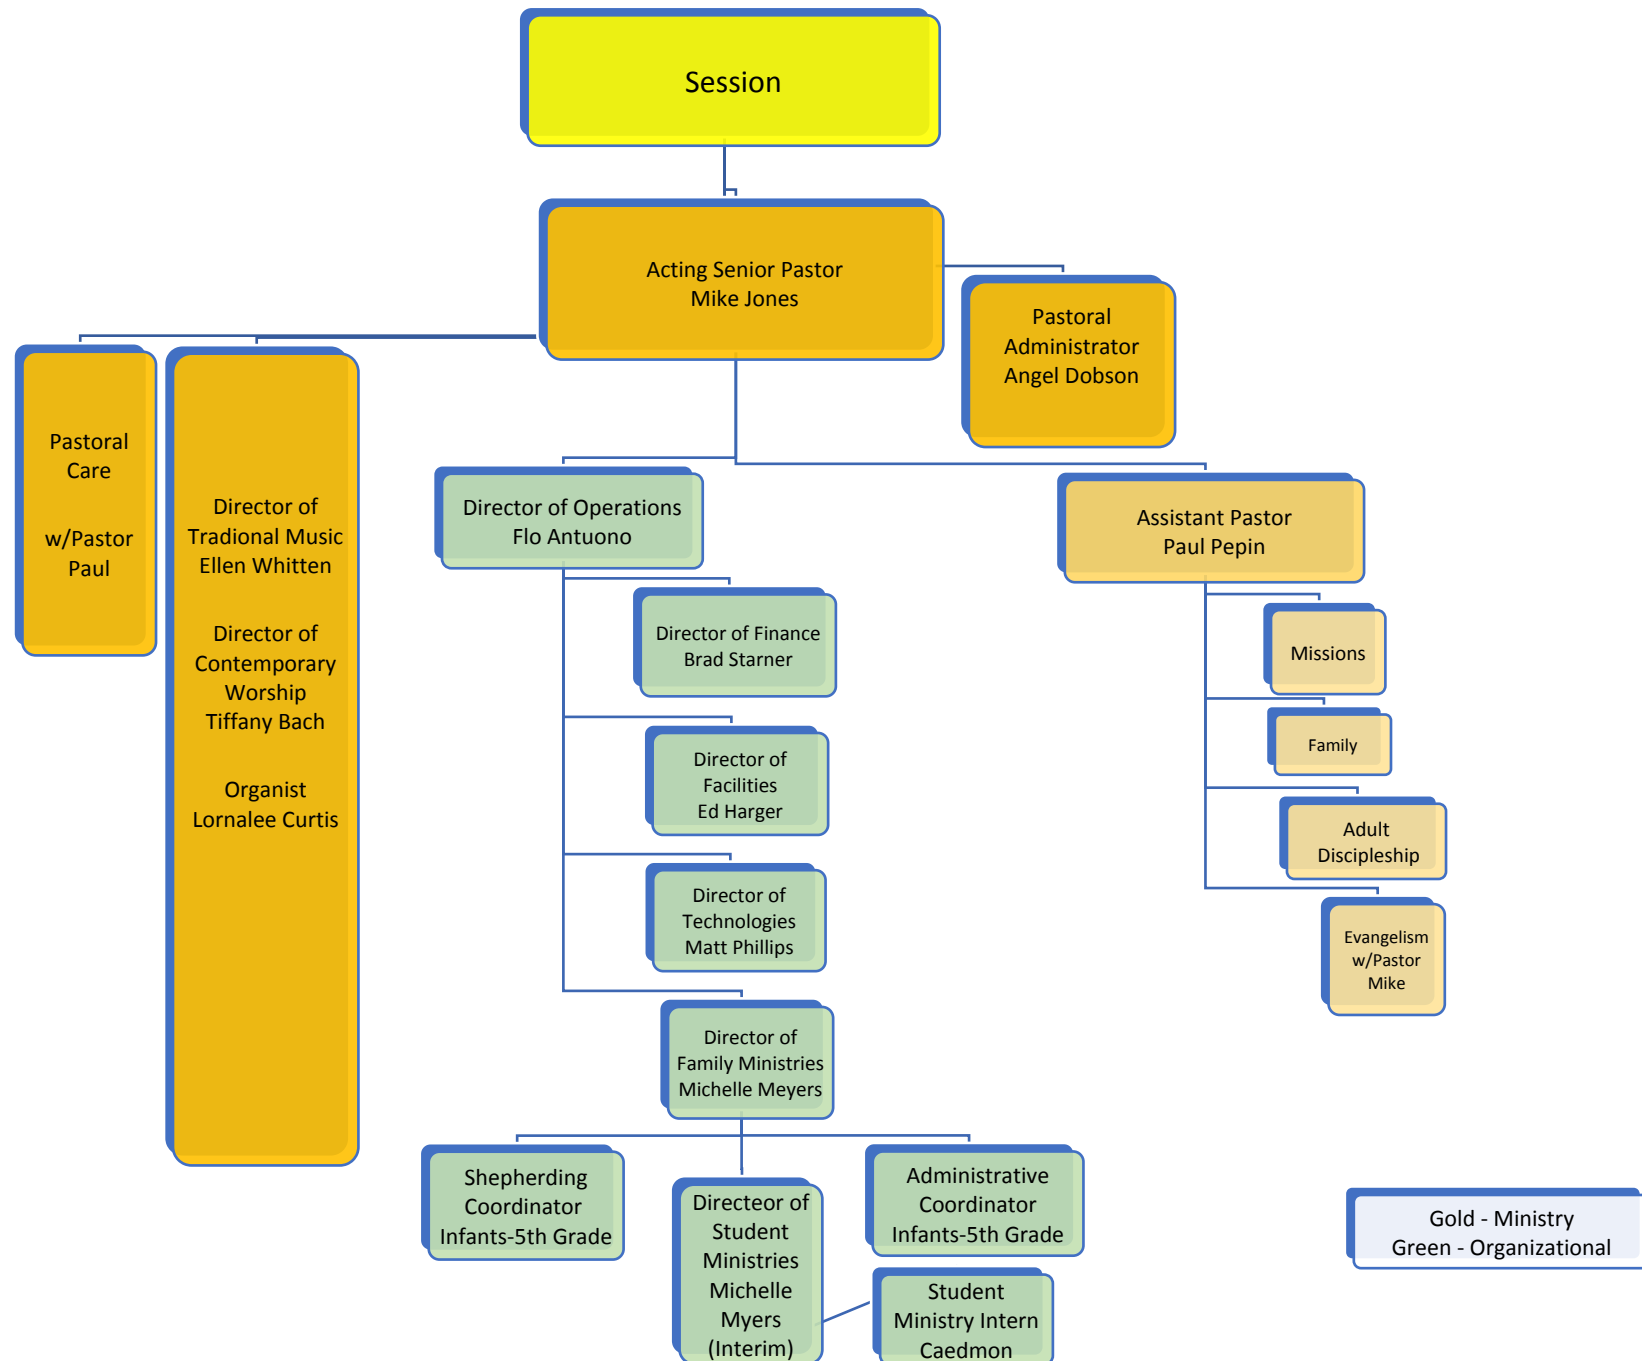 Session
Acting Senior Pastor
Mike Jones
Pastoral
Administrator
Angel Dobson
Pastoral
Care
w/Pastor
Paul
Director of
Tradional Music
Ellen Whitten
Director of
Contemporary
Worship
Tiffany Bach
Organist
Lornalee Curtis
Director of Operations
Flo Antuono
Assistant Pastor
Paul Pepin
Director of Finance
Brad Starner
Director of
Facilities
Ed Harger
Director of
Technologies
Matt Phillips
Director of
Family Ministries
Michelle Meyers
Missions
Family
Adult
Discipleship
Evangelism
w/Pastor
Mike
Shepherding
Coordinator
Infants-5th Grade
Directeor of
Student
Ministries
Michelle
Myers
(Interim)
Administrative
Coordinator
Infants-5th Grade
Student
Ministry Intern
Caedmon
Gold - Ministry
Green - Organizational